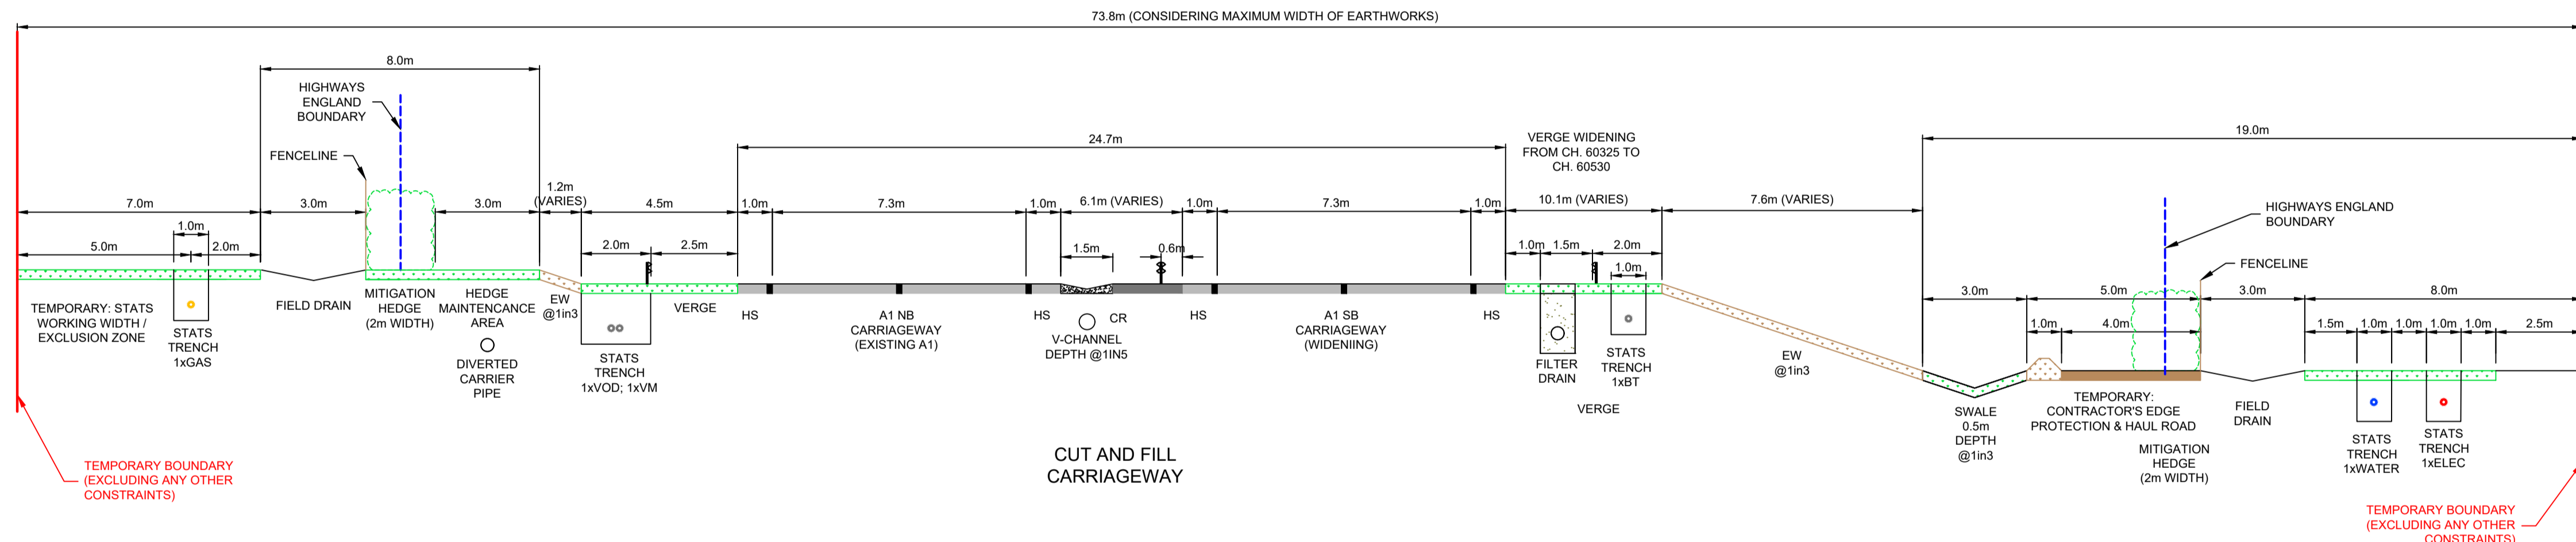 73.8m (CONSIDERING MAXIMUM WIDTH OF EARTHWORKS)
8.0m
HIGHWAYS
ENGLAND
BOUNDARY
FENCELINE
24.7m
VERGE WIDENING
FROM CH. 60325 TO
CH. 60530
19.0m
7.0m
3.0m
3.0m
1.2m
(VARIES)
4.5m
1.0m
7.3m
1.0m
6.1m (VARIES)
1.0m
7.3m
1.0m
10.1m (VARIES)
7.6m (VARIES)
HIGHWAYS ENGLAND
BOUNDARY
FENCELINE
1.0m
5.0m
2.0m
2.0m
2.5m
1.5m
0.6m
1.0m
1.5m
2.0m
1.0m
3.0m
5.0m
3.0m
8.0m
1.0m
4.0m
1.5m
1.0m
1.0m
1.0m
1.0m
2.5m
TEMPORARY: STATS
WORKING WIDTH /
EXCLUSION ZONE
STATS
TRENCH
1xGAS
FIELD DRAIN
MITIGATION
HEDGE
(2m WIDTH)
HEDGE
MAINTENCANCE
AREA
DIVERTED
CARRIER
PIPE
EW
@1in3
STATS
TRENCH
1xVOD; 1xVM
VERGE
HS
A1 NB
CARRIAGEWAY
(EXISTING A1)
HS
V-CHANNEL
DEPTH @1IN5
CR
HS
A1 SB
CARRIAGEWAY
(WIDENIING)
HS
FILTER
DRAIN
STATS
TRENCH
1xBT
VERGE
EW
@1in3
SWALE
0.5m
DEPTH
@1in3
TEMPORARY:
CONTRACTOR'S EDGE
PROTECTION & HAUL ROAD
MITIGATION
HEDGE
(2m WIDTH)
FIELD
DRAIN
STATS
TRENCH
1xWATER
STATS
TRENCH
1xELEC
CUT AND FILL
CARRIAGEWAY
TEMPORARY BOUNDARY
(EXCLUDING ANY OTHER
CONSTRAINTS)
TEMPORARY BOUNDARY
(EXCLUDING ANY OTHER
CONSTRAINTS)